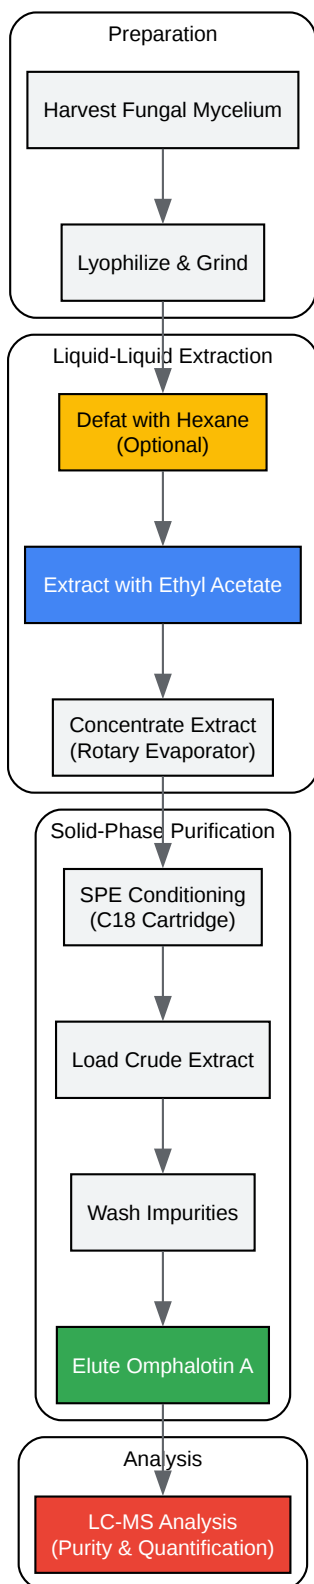 Preparation
Harvest Fungal Mycelium
Lyophilize & Grind
Liquid-Liquid Extraction
Defat with Hexane
(Optional)
Extract with Ethyl Acetate
Concentrate Extract
(Rotary Evaporator)
Solid-Phase Purification
SPE Conditioning
(C18 Cartridge)
Load Crude Extract
Wash Impurities
Elute Omphalotin A
Analysis
LC-MS Analysis
(Purity & Quantification)